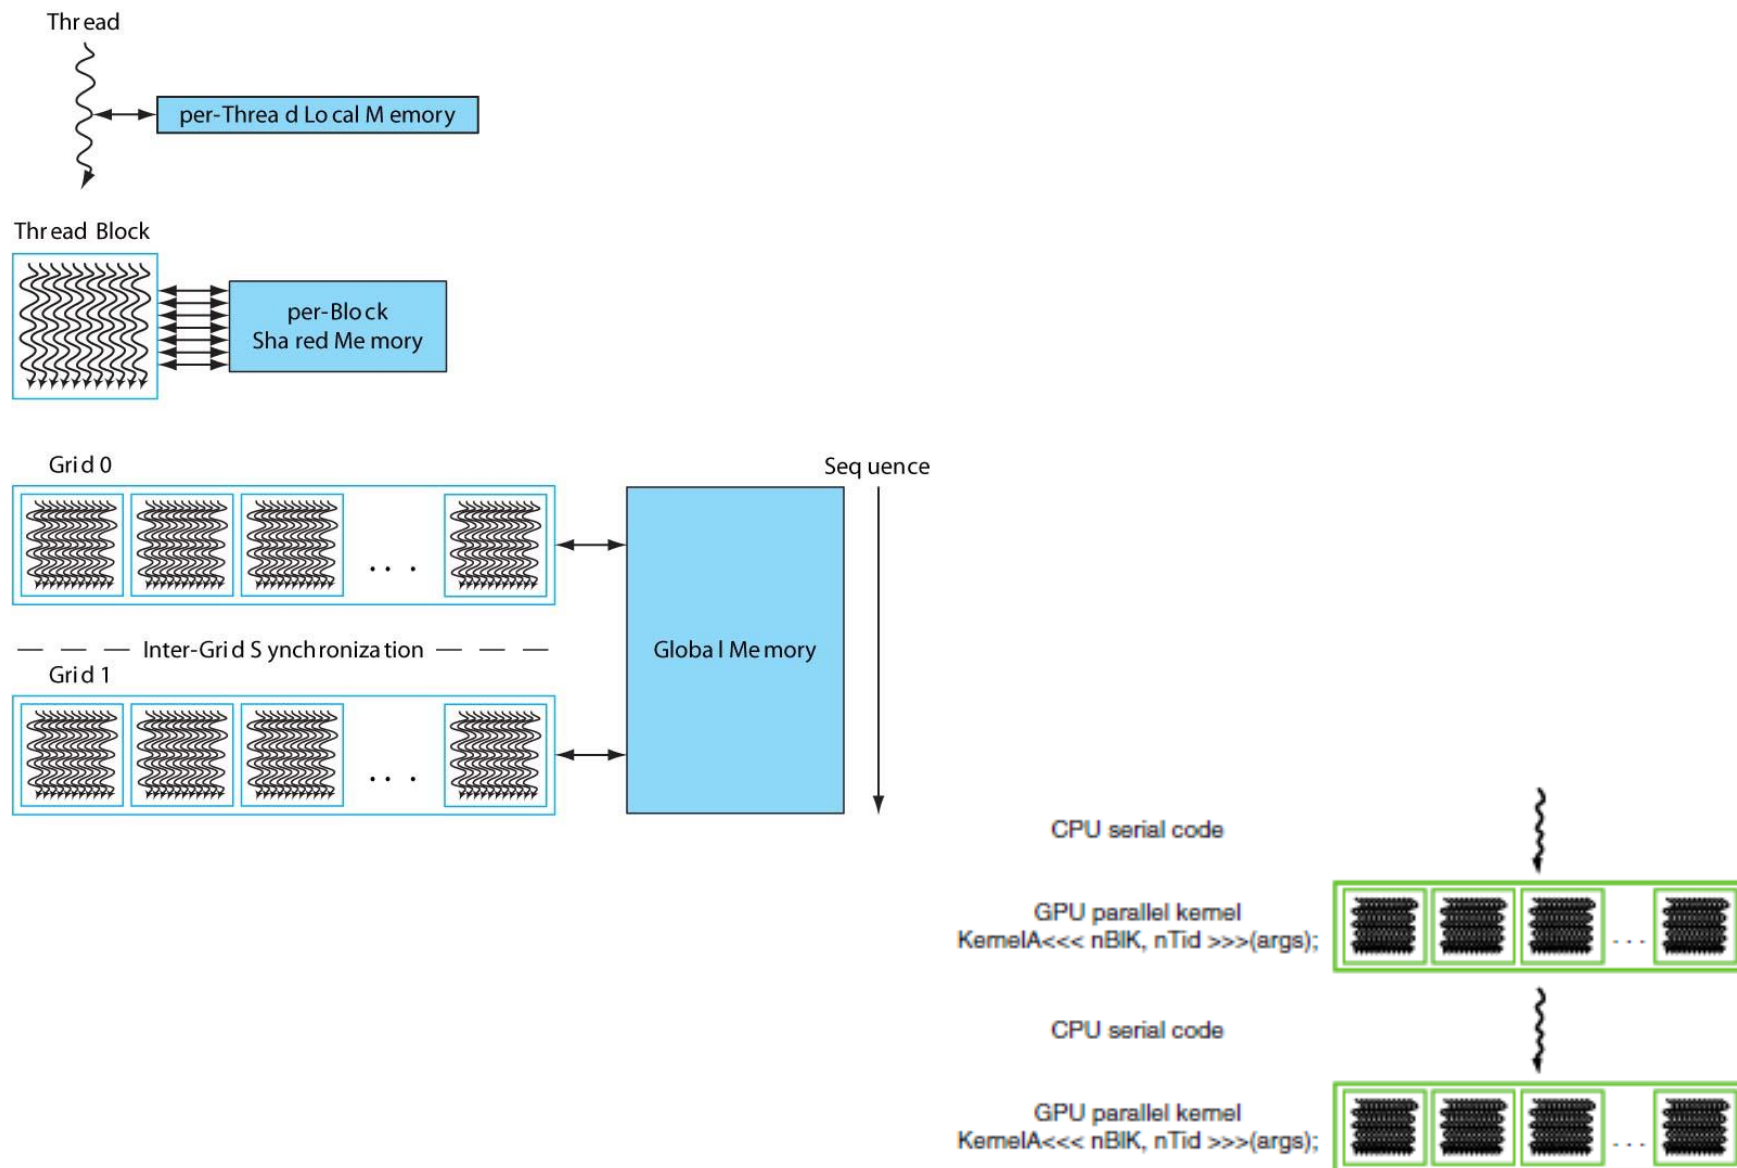 Thread
per-Thread Local Memory
Thread Block
per-Block
Shared Memory
Grid 0
Sequence
. . .
Inter-Grid Synchronization
Global Memory
Grid 1
. . .
CPU serial code
GPU parallel kernel
KernelA<<< nBlK, nTid >>>(args);
. . .
CPU serial code
GPU parallel kernel
KernelA<<< nBlK, nTid >>>(args);
. . .